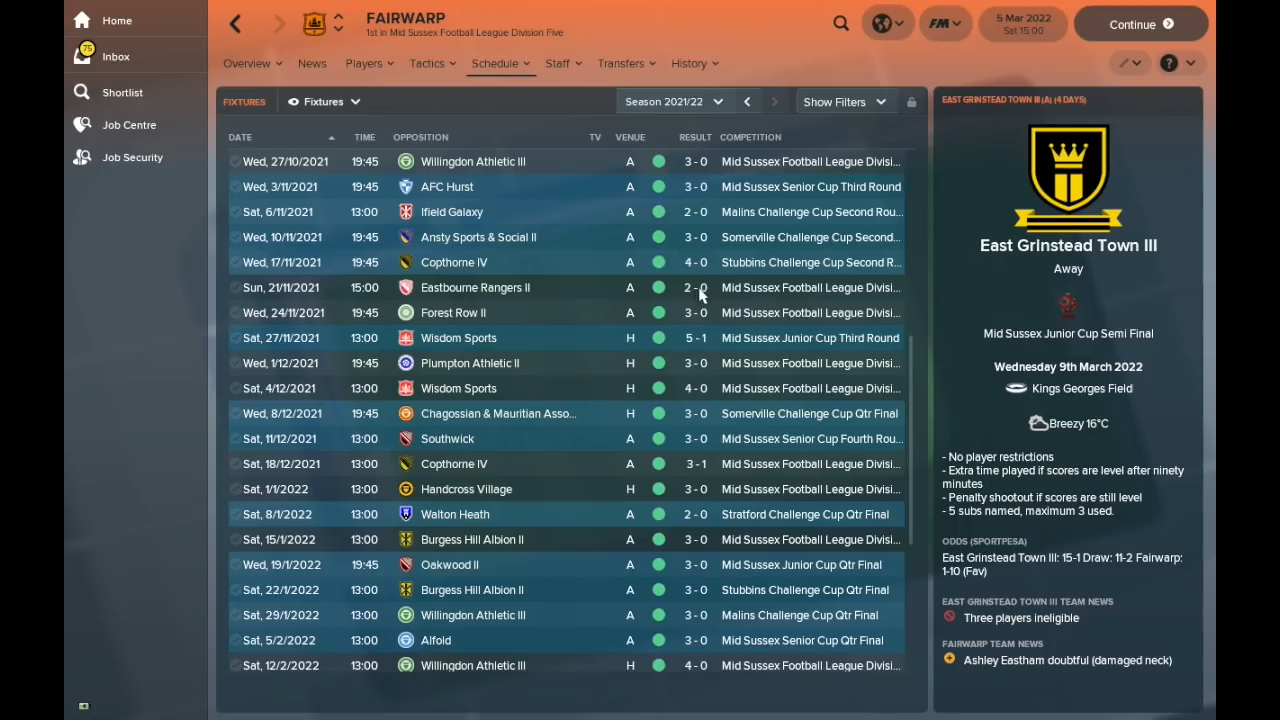 Home
75
Inbox
Shortlist
Job Centre
Job Security
FAIRWARP
1st in Mid Sussex Football League Division Five
FM
5 Mar 2022
Sat 15:00
Continue
Overview News Players Tactics Schedule Staff Transfers History
?
FIXTURES Fixtures Season 2021/22 Show Filters
DATE TIME OPPOSITION TV VENUE RESULT COMPETITION
Wed, 27/10/2021 19:45 Willingdon Athletic III A 3 - 0 Mid Sussex Football League Divisi...
Wed, 3/11/2021 19:45 AFC Hurst A 3 - 0 Mid Sussex Senior Cup Third Round
Sat, 6/11/2021 13:00 Ifield Galaxy A 2 - 0 Malins Challenge Cup Second Rou...
Wed, 10/11/2021 19:45 Ansty Sports & Social II A 3 - 0 Somerville Challenge Cup Second...
Wed, 17/11/2021 19:45 Copthorne IV A 4 - 0 Stubbins Challenge Cup Second R...
Sun, 21/11/2021 15:00 Eastbourne Rangers II A 2 - 0 Mid Sussex Football League Divisi...
Wed, 24/11/2021 19:45 Forest Row II A 3 - 0 Mid Sussex Football League Divisi...
Sat, 27/11/2021 13:00 Wisdom Sports H 5 - 1 Mid Sussex Junior Cup Third Round
Wed, 1/12/2021 19:45 Plumpton Athletic II H 3 - 0 Mid Sussex Football League Divisi...
Sat, 4/12/2021 13:00 Wisdom Sports H 4 - 0 Mid Sussex Football League Divisi...
Wed, 8/12/2021 19:45 Chagossian & Mauritian Asso... H 3 - 0 Somerville Challenge Cup Qtr Final
Sat, 11/12/2021 13:00 Southwick H 3 - 0 Mid Sussex Senior Cup Fourth Rou...
Sat, 18/12/2021 13:00 Copthorne IV A 3 - 1 Mid Sussex Football League Divisi...
Sat, 1/1/2022 13:00 Handcross Village H 3 - 0 Mid Sussex Football League Divisi...
Sat, 8/1/2022 13:00 Walton Heath A 2 - 0 Stratford Challenge Cup Qtr Final
Sat, 15/1/2022 13:00 Burgess Hill Albion II A 3 - 0 Mid Sussex Football League Divisi...
Wed, 19/1/2022 19:45 Oakwood II A 3 - 0 Mid Sussex Junior Cup Qtr Final
Sat, 22/1/2022 13:00 Burgess Hill Albion II A 3 - 0 Stubbins Challenge Cup Qtr Final
Sat, 29/1/2022 13:00 Willingdon Athletic III A 3 - 0 Malins Challenge Cup Qtr Final
Sat, 5/2/2022 13:00 Alfold A 3 - 0 Mid Sussex Senior Cup Qtr Final
Sat, 12/2/2022 13:00 Willingdon Athletic III H 4 - 0 Mid Sussex Football League Divisi...
EAST GRINSTEAD TOWN III (A) (4 DAYS)
East Grinstead Town III
Away
Mid Sussex Junior Cup Semi Final
Wednesday 9th March 2022
Kings Georges Field
Breezy 16°C
- No player restrictions
- Extra time played if scores are level after ninety
minutes
- Penalty shootout if scores are still level
- 5 subs named, maximum 3 used.
ODDS (SPORTPESA)
East Grinstead Town III: 15-1 Draw: 11-2 Fairwarp:
1-10 (Fav)
EAST GRINSTEAD TOWN III TEAM NEWS
Three players ineligible
FAIRWARP TEAM NEWS
Ashley Eastham doubtful (damaged neck)